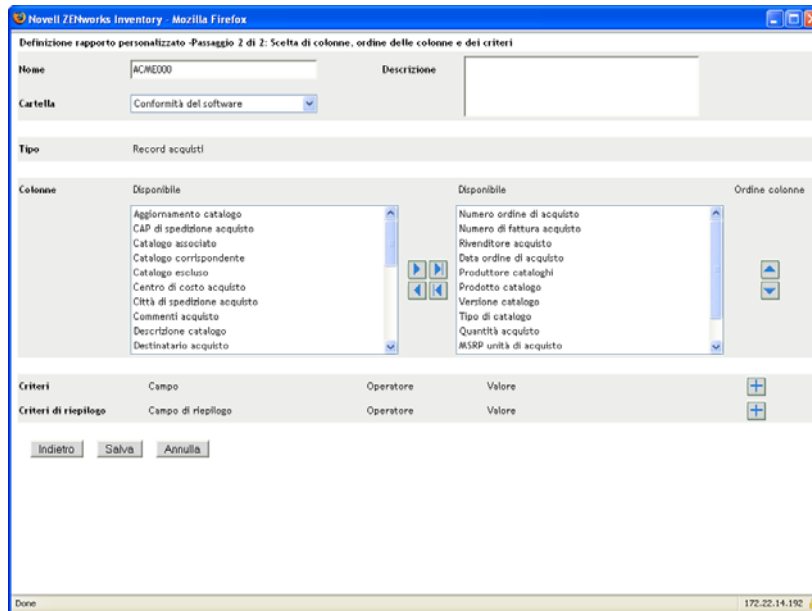 Novell ZENworks Inventory - Mozilla Firefox
Definizione rapporto personalizzato -Passaggio 2 di 2: Scelta di colonne, ordine delle colonne e dei criteri
Nome ACME000 Descrizione
Cartella Conformità del software
Tipo Record acquisti
Colonne Disponibile Disponibile Ordine colonne
Aggiornamento catalogo Numero ordine di acquisto
CAP di spedizione acquisto Numero di fattura acquisto
Catalogo associato Rivenditore acquisto
Catalogo corrispondente Data ordine di acquisto
Catalogo escluso Produttore cataloghi
Centro di costo acquisto Prodotto catalogo
Città di spedizione acquisto Versione catalogo
Commenti acquisto Tipo di catalogo
Descrizione catalogo Quantità acquisto
Destinatario acquisto MSRP unità di acquisto
Criteri Campo Operatore Valore
Criteri di riepilogo Campo di riepilogo Operatore Valore
Indietro Salva Annulla
Done 172.22.14.192